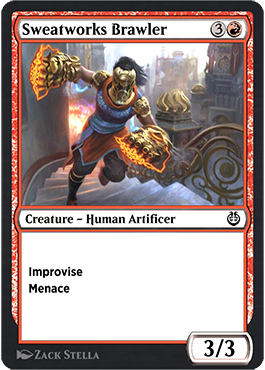 Sweatworks Brawler 3
Creature – Human Artificer
Improvise
Menace
3/3
Zack Stella